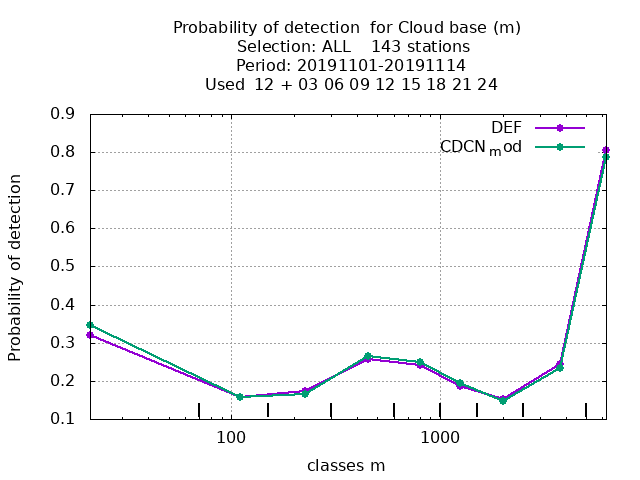 Probability of detection  for Cloud base (m)
Selection: ALL    143 stations
Period: 20191101-20191114
Used  12 + 03 06 09 12 15 18 21 24
DEF
CDCN_mod
Probability of detection
0.9
0.8
0.7
0.6
0.5
0.4
0.3
0.2
0.1
100 1000
classes m